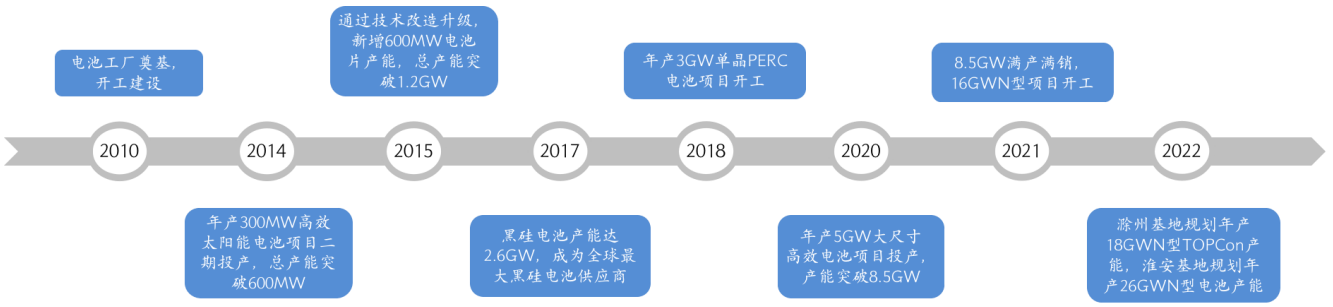 电池工厂奠基，
开工建设
通过技术改造升级，
新增600MW电池
片产能，总产能突
破1.2GW
年产3GW单晶PERC
电池项目开工
8.5GW满产满销，
16GWN型项目开工
2010
2014
2015
2017
2018
2020
2021
2022
年产300MW高效
太阳能电池项目二
期投产，总产能突
破600MW
黑硅电池产能达
2.6GW，成为全球最
大黑硅电池供应商
年产5GW大尺寸
高效电池项目投产，
产能突破8.5GW
滁州基地规划年产
18GWN型TOPCon产
能，淮安基地规划年
产26GWN型电池产能